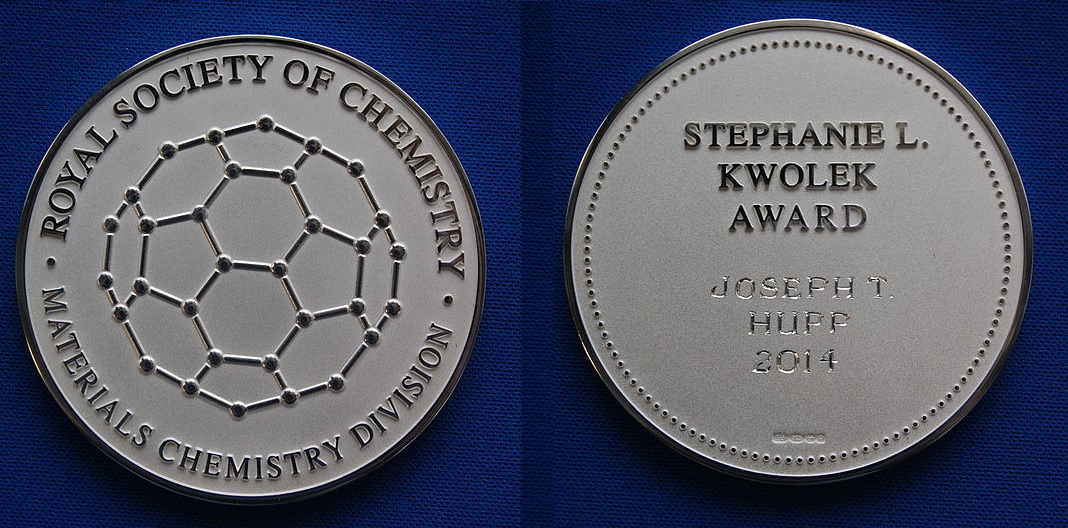 ROYAL SOCIETY OF CHEMISTRY
MATERIALS CHEMISTRY DIVISION
STEPHANIE L.
KWOLEK
AWARD
JOSEPH T.
HUPP
2014